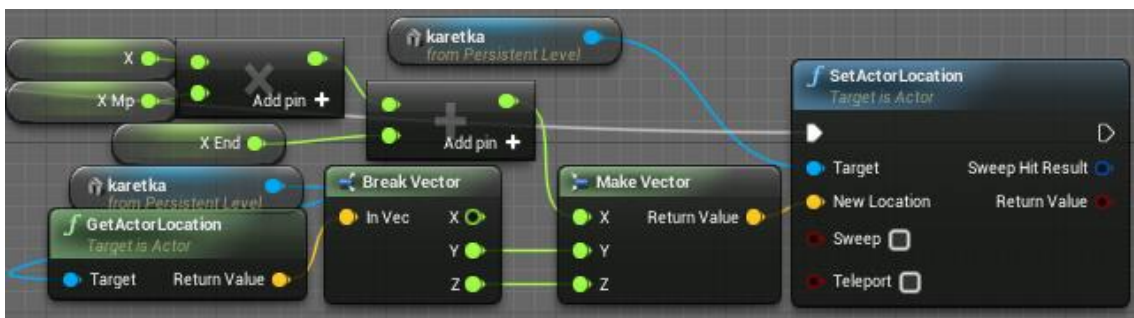 X
X Mp
Add pin +
X End
Add pin +
karetka
from Persistent Level
karetka
from Persistent Level
GetActorLocation
Target is Actor
Target Return Value
Break Vector
In Vec X
Y
Z
Make Vector
X Return Value
Y
Z
SetActorLocation
Target is Actor
Target Sweep Hit Result
New Location Return Value
Sweep
Teleport